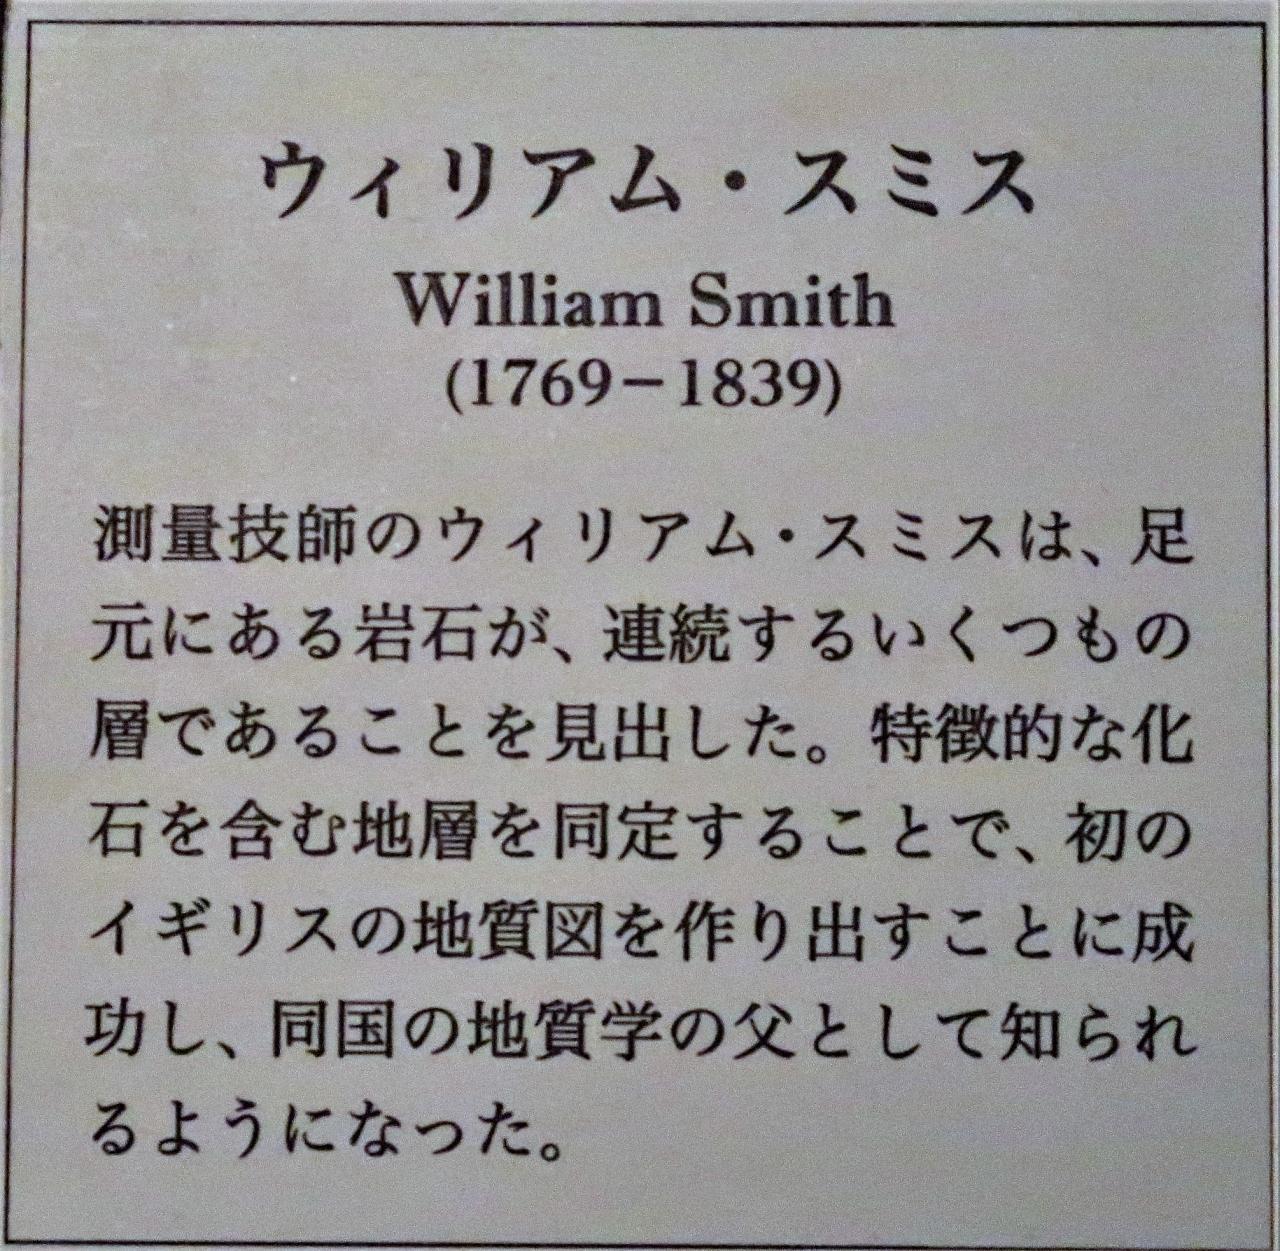 ウィリアム・スミス
William Smith
(1769−1839)
測量技師のウィリアム・スミスは、足
元にある岩石が、連続するいくつもの
層であることを見出した。特徴的な化
石を含む地層を同定することで、初の
イギリスの地質図を作り出すことに成
功し、同国の地質学の父として知られ
るようになった。